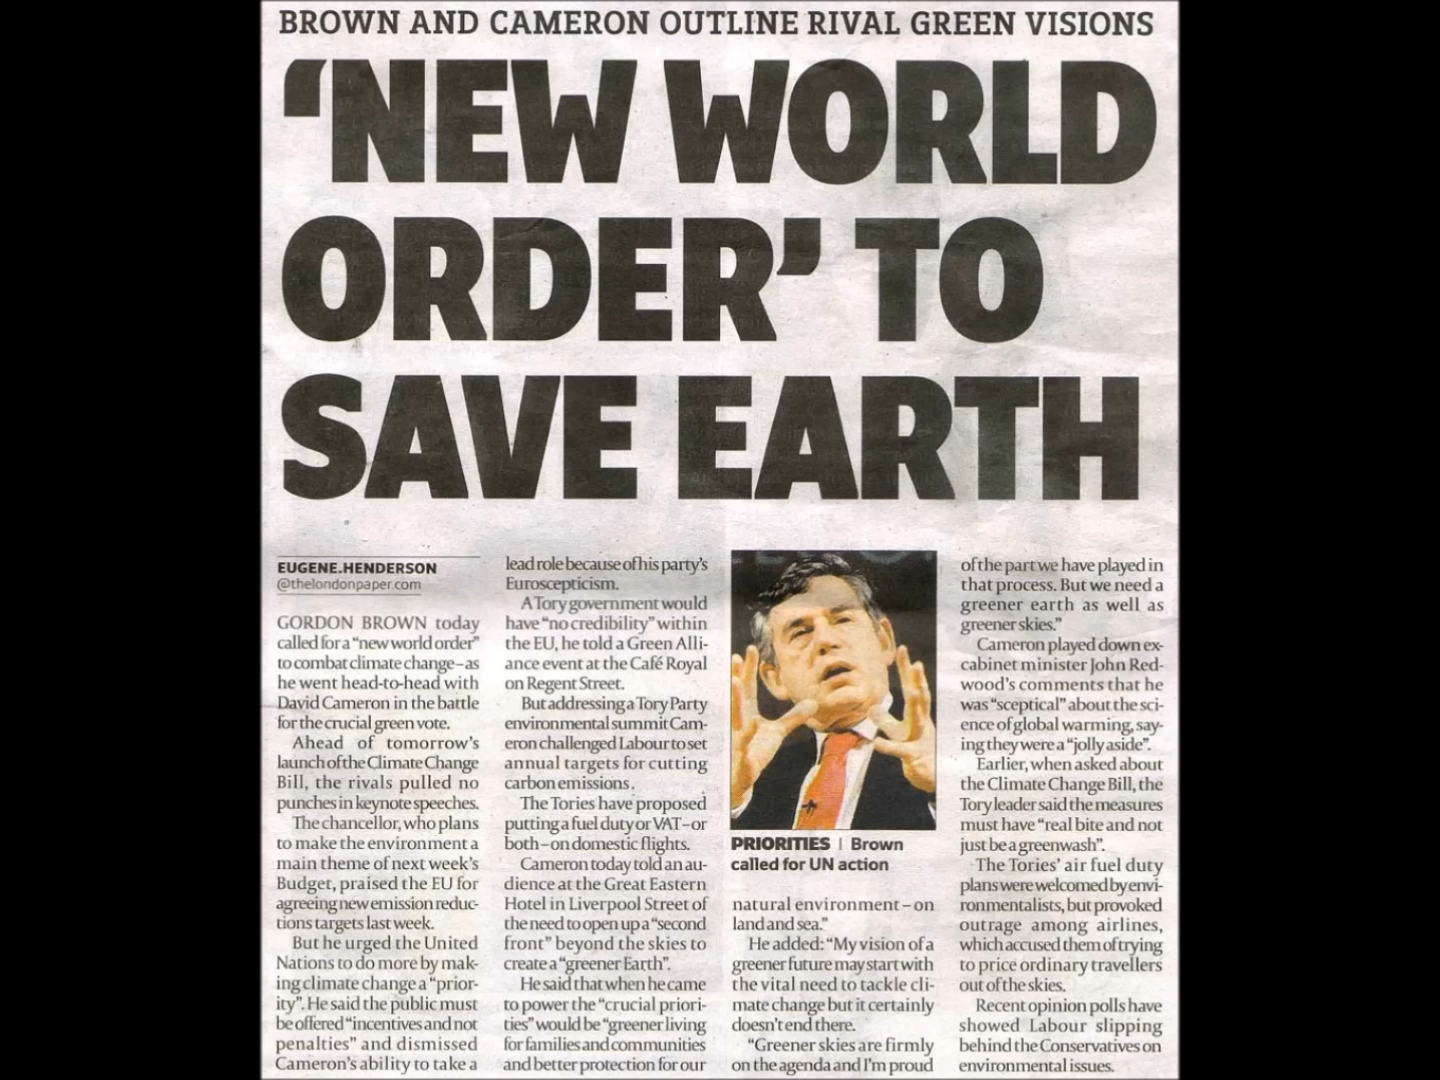 BROWN AND CAMERON OUTLINE RIVAL GREEN VISIONS
‘NEW WORLD
ORDER’ TO
SAVE EARTH
EUGENE.HENDERSON
@thelondonpaper.com
GORDON BROWN today
called for a “new world order”
to combat climate change – as
he went head-to-head with
David Cameron in the battle
for the crucial green vote.
Ahead of tomorrow’s
launch of the Climate Change
Bill, the rivals pulled no
punches in keynote speeches.
The chancellor, who plans
to make the environment a
main theme of next week’s
Budget, praised the EU for
agreeing new emission reduc-
tions targets last week.
But he urged the United
Nations to do more by mak-
ing climate change a “prior-
ity”. He said the public must
be offered “incentives and not
penalties” and dismissed
Cameron’s ability to take a
lead role because of his party’s
Euroscepticism.
A Tory government would
have “no credibility” within
the EU, he told a Green Alli-
ance event at the Café Royal
on Regent Street.
But addressing a Tory Party
environmental summit Cam-
eron challenged Labour to set
annual targets for cutting
carbon emissions.
The Tories have proposed
putting a fuel duty or VAT – or
both – on domestic flights.
Cameron today told an au-
dience at the Great Eastern
Hotel in Liverpool Street of
the need to open up a “second
front” beyond the skies to
create a “greener Earth”.
He said that when he came
to power the “crucial priori-
ties” would be “greener living
for families and communities
and better protection for our
PRIORITIES | Brown
called for UN action
natural environment – on
land and sea.”
He added: “My vision of a
greener future may start with
the vital need to tackle cli-
mate change but it certainly
doesn’t end there.
“Greener skies are firmly
on the agenda and I’m proud
of the part we have played in
that process. But we need a
greener earth as well as
greener skies.”
Cameron played down ex-
cabinet minister John Red-
wood’s comments that he
was “sceptical” about the sci-
ence of global warming, say-
ing they were a “jolly aside”.
Earlier, when asked about
the Climate Change Bill, the
Tory leader said the measures
must have “real bite and not
just be a greenwash”.
The Tories’ air fuel duty
plans were welcomed by envi-
ronmentalists, but provoked
outrage among airlines,
which accused them of trying
to price ordinary travellers
out of the skies.
Recent opinion polls have
showed Labour slipping
behind the Conservatives on
environmental issues.